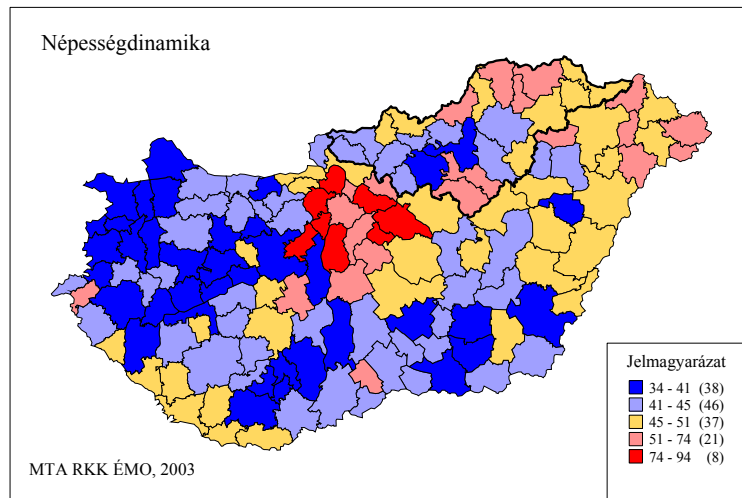 Népességdinamika
Jelmagyarázat
34 - 41 (38)
41 - 45 (46)
45 - 51 (37)
51 - 74 (21)
74 - 94 (8)
MTA RKK ÉMO, 2003